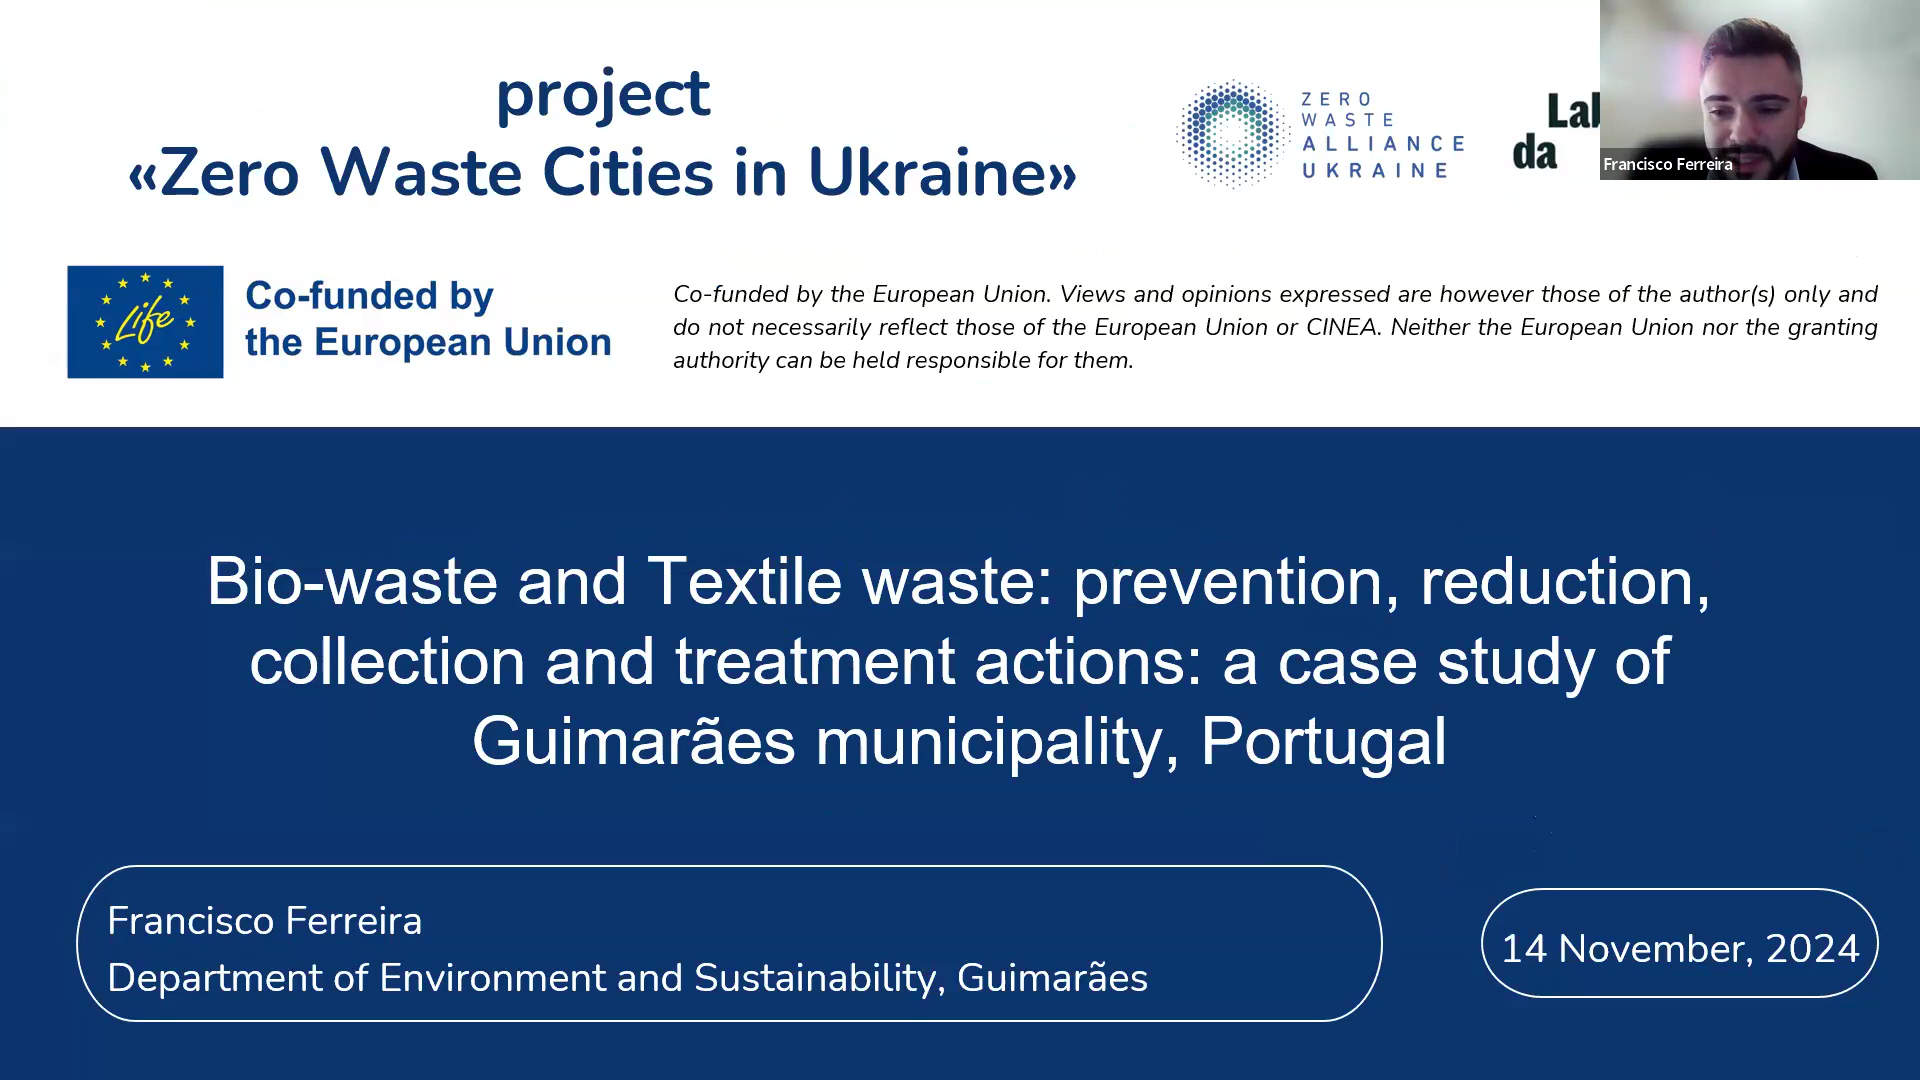 project
«Zero Waste Cities in Ukraine»
ZERO
WASTE
ALLIANCE
UKRAINE
da
Francisco Ferreira
Life
Co-funded by
the European Union
Co-funded by the European Union. Views and opinions expressed are however those of the author(s) only and
do not necessarily reflect those of the European Union or CINEA. Neither the European Union nor the granting
authority can be held responsible for them.
Bio-waste and Textile waste: prevention, reduction,
collection and treatment actions: a case study of
Guimarães municipality, Portugal
Francisco Ferreira
Department of Environment and Sustainability, Guimarães
14 November, 2024